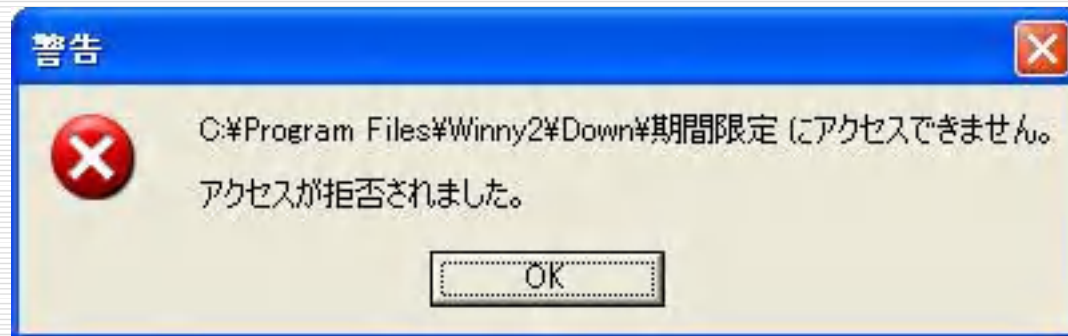 警告
C:¥Program Files¥Winny2¥Down¥期間限定 にアクセスできません。
アクセスが拒否されました。
OK